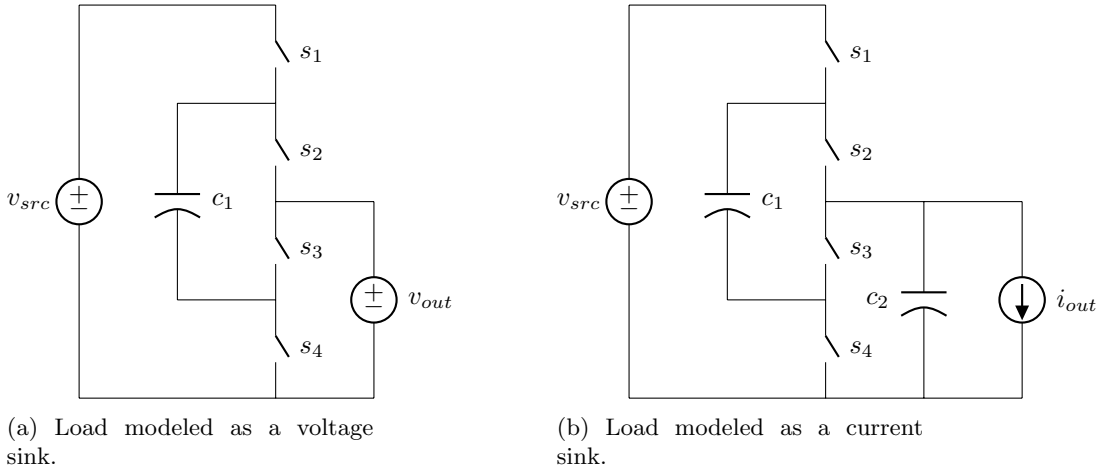 s1
s2
vsrc
c1
s3
vout
s4
(a) Load modeled as a voltage
sink.
s1
s2
vsrc
c1
s3
c2
iout
s4
(b) Load modeled as a current
sink.